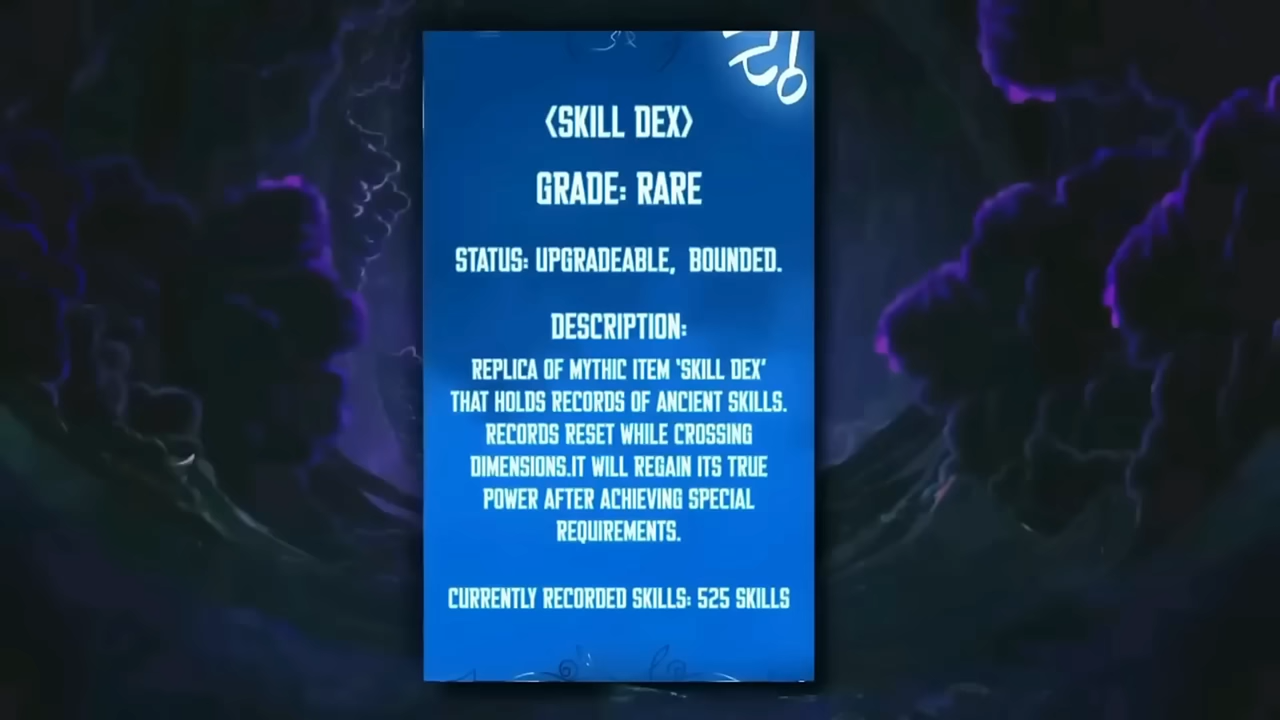 <SKILL DEX>
GRADE: RARE
STATUS: UPGRADEABLE, BOUNDED.
DESCRIPTION:
REPLICA OF MYTHIC ITEM 'SKILL DEX'
THAT HOLDS RECORDS OF ANCIENT SKILLS.
RECORDS RESET WHILE CROSSING
DIMENSIONS.IT WILL REGAIN ITS TRUE
POWER AFTER ACHIEVING SPECIAL
REQUIREMENTS.
CURRENTLY RECORDED SKILLS: 525 SKILLS